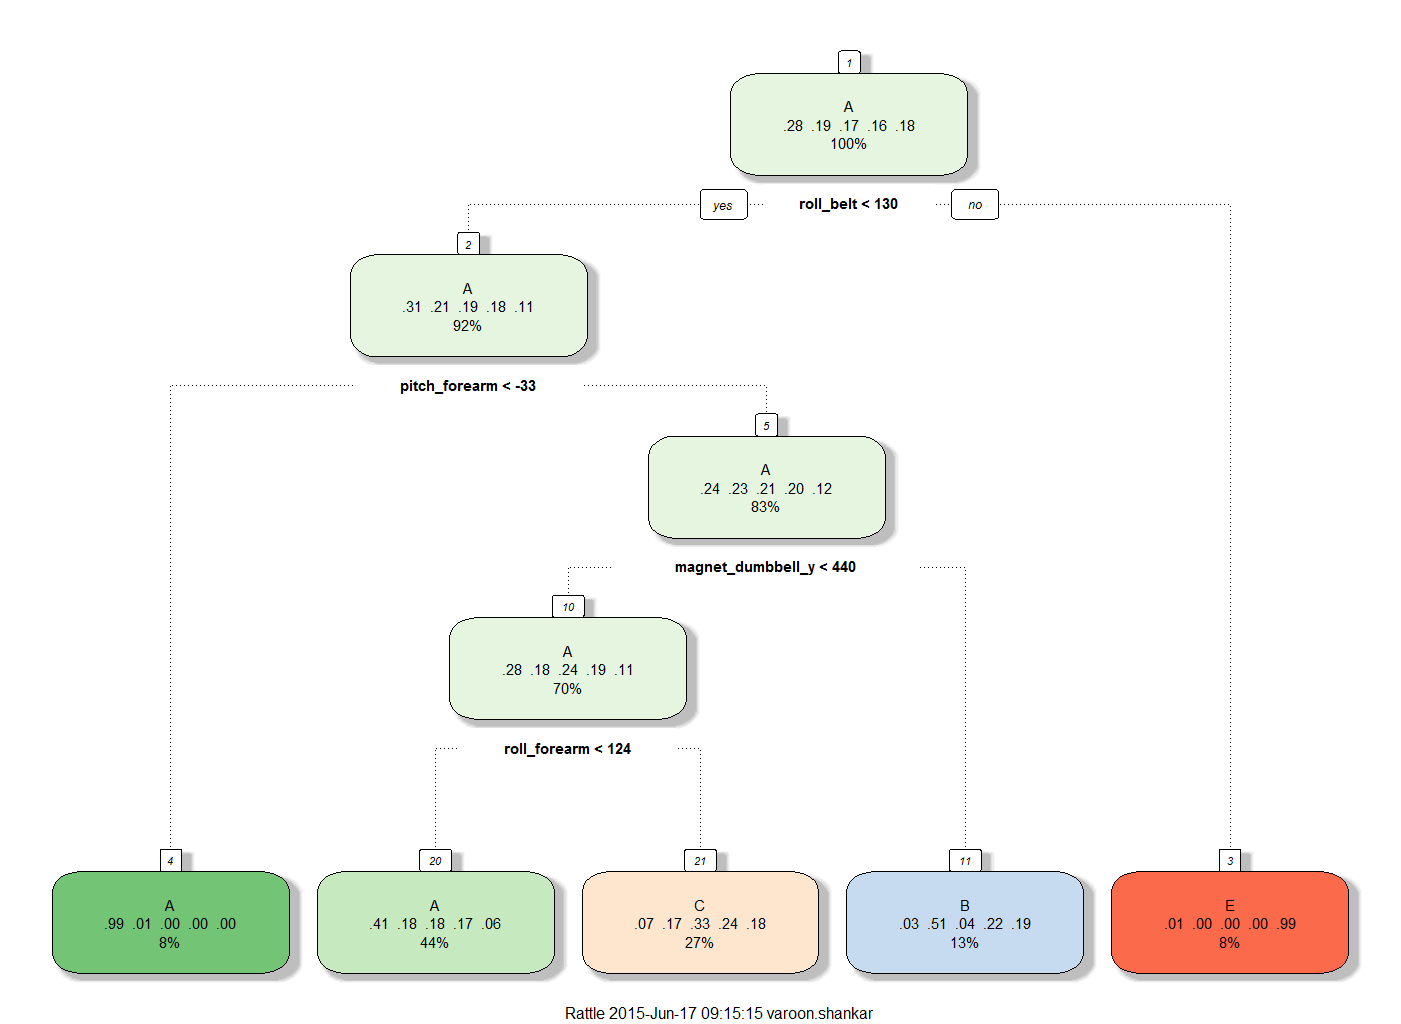 1
A
.28 .19 .17 .16 .18
100%
yes roll_belt < 130 no
2
A
.31 .21 .19 .18 .11
92%
pitch_forearm < -33
5
A
.24 .23 .21 .20 .12
83%
magnet_dumbbell_y < 440
10
A
.28 .18 .24 .19 .11
70%
roll_forearm < 124
4
A
.99 .01 .00 .00 .00
8%
20
A
.41 .18 .18 .17 .06
44%
21
C
.07 .17 .33 .24 .18
27%
11
B
.03 .51 .04 .22 .19
13%
3
E
.01 .00 .00 .00 .99
8%
Rattle 2015-Jun-17 09:15:15 varoon.shankar